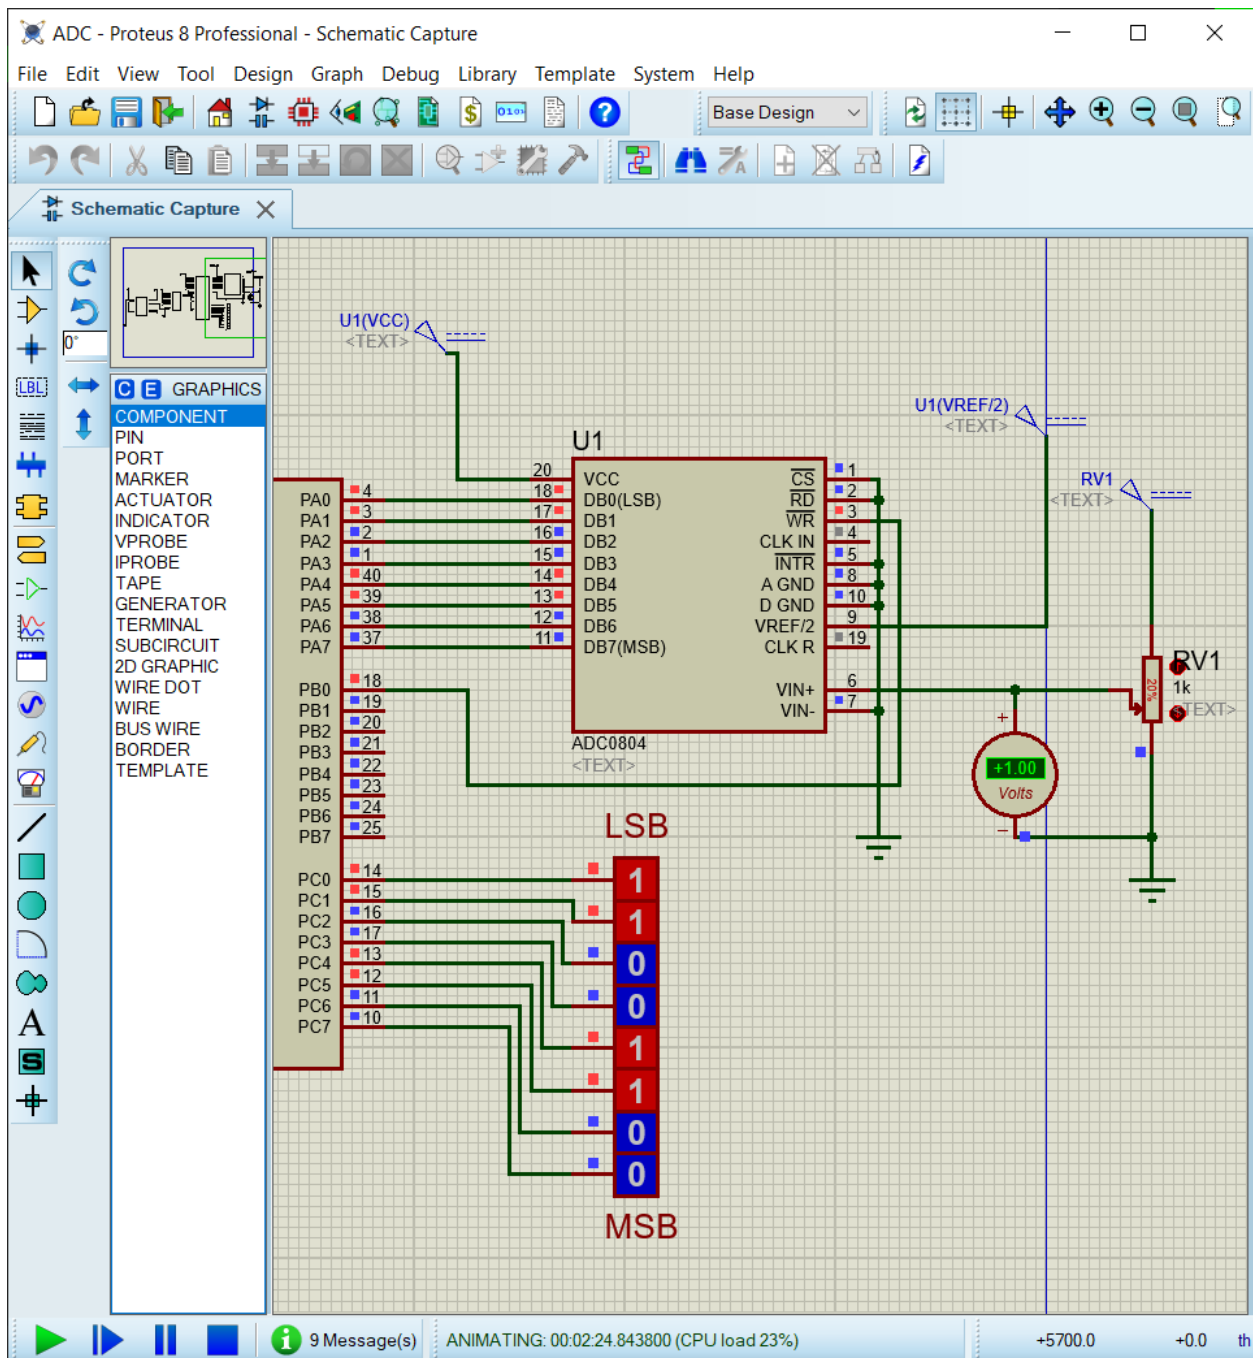 ADC - Proteus 8 Professional - Schematic Capture
File Edit View Tool Design Graph Debug Library Template System Help
Base Design
Schematic Capture
0°
LBL
C E GRAPHICS
COMPONENT
PIN
PORT
MARKER
ACTUATOR
INDICATOR
VPROBE
IPROBE
TAPE
GENERATOR
TERMINAL
SUBCIRCUIT
2D GRAPHIC
WIRE DOT
WIRE
BUS WIRE
BORDER
TEMPLATE
A
S
U1(VCC)
<TEXT>
U1(VREF/2)
<TEXT>
RV1
<TEXT>
U1
20 VCC CS 1
PA0 4 18 DB0(LSB) RD 2
PA1 3 17 DB1 WR 3
PA2 2 16 DB2 CLK IN 4
PA3 1 15 DB3 INTR 5
PA4 40 14 DB4 A GND 8
PA5 39 13 DB5 D GND 10
PA6 38 12 DB6 VREF/2 9
PA7 37 11 DB7(MSB) CLK R 19
PB0 18 VIN+ 6
PB1 19 VIN- 7
PB2 20
PB3 21
PB4 22
PB5 23
PB6 24
PB7 25
ADC0804
<TEXT>
RV1
20%
1k
<TEXT>
+
+1.00
Volts
−
LSB
PC0 14
PC1 15
PC2 16
PC3 17
PC4 13
PC5 12
PC6 11
PC7 10
1
1
0
0
1
1
0
0
MSB
9 Message(s) ANIMATING: 00:02:24.843800 (CPU load 23%) +5700.0 +0.0 th